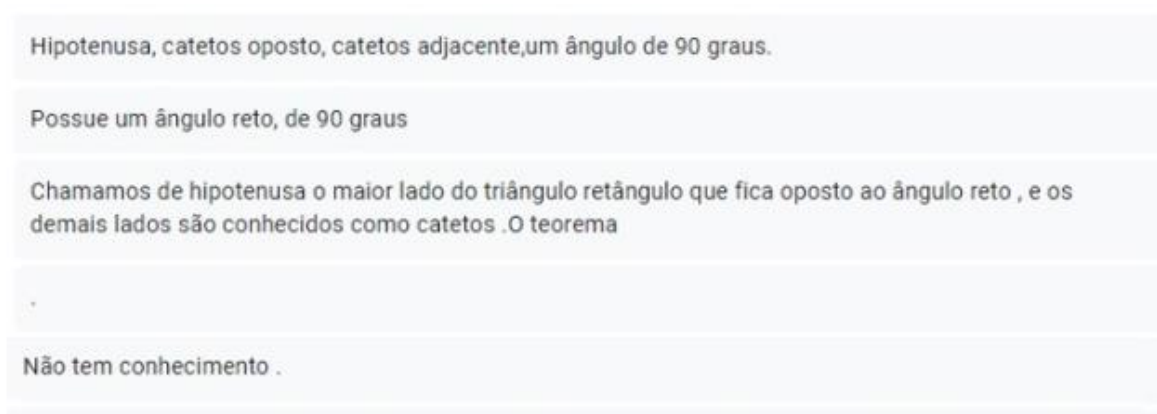 Hipotenusa, catetos oposto, catetos adjacente,um ângulo de 90 graus.
Possue um ângulo reto, de 90 graus
Chamamos de hipotenusa o maior lado do triângulo retângulo que fica oposto ao ângulo reto , e os
demais lados são conhecidos como catetos .O teorema
.
Não tem conhecimento .